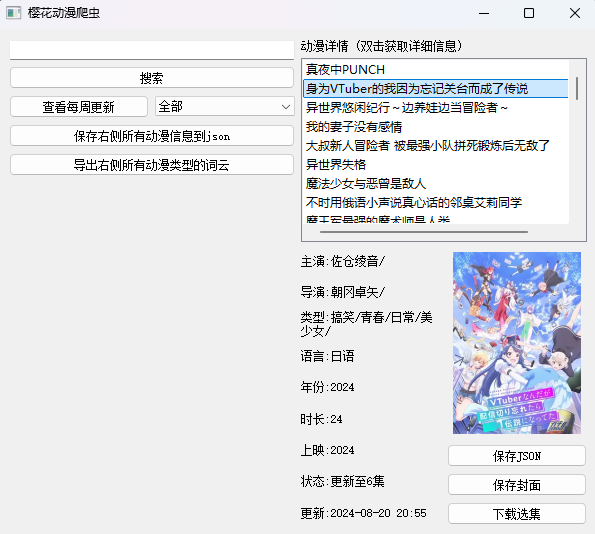 樱花动漫爬虫
搜索
查看每周更新
全部
保存右侧所有动漫信息到json
导出右侧所有动漫类型的词云
动漫详情（双击获取详细信息）
真夜中PUNCH
身为VTuber的我因为忘记关台而成了传说
异世界悠闲纪行～边养娃边当冒险者～
我的妻子没有感情
大叔新人冒险者 被最强小队拼死锻炼后无敌了
异世界失格
魔法少女与恶曾是敌人
不时用俄语小声说真心话的邻桌艾莉同学
魔王军最强的魔术师是人类
主演:佐仓绫音/
导演:朝冈卓矢/
类型:搞笑/青春/日常/美
少女/
语言:日语
年份:2024
时长:24
上映:2024
状态:更新至6集
更新:2024-08-20 20:55
VTuberなんだが
配信切り忘れたら
伝説になってた
保存JSON
保存封面
下载选集